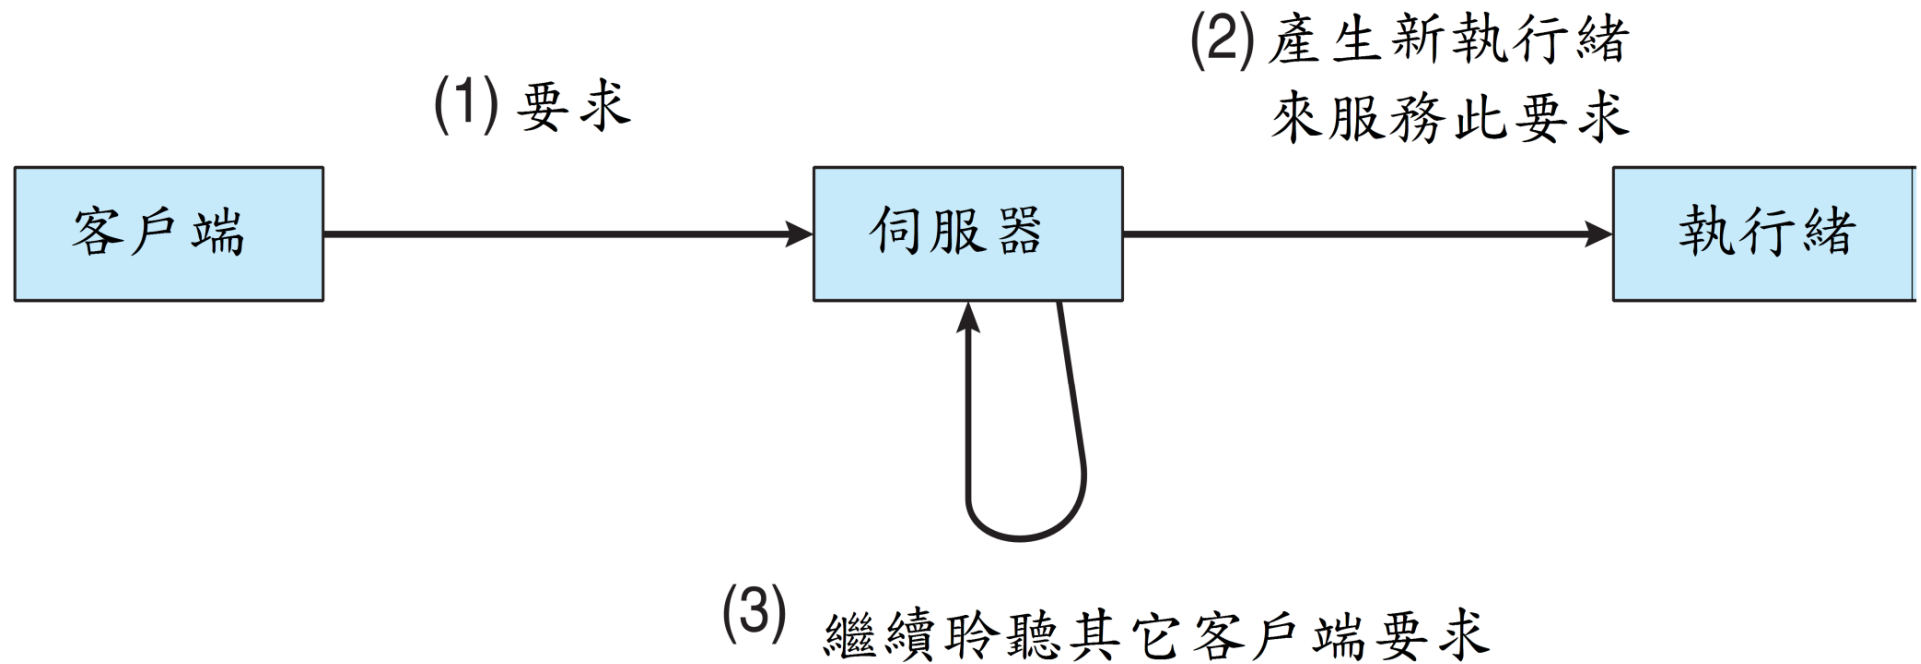 (1) 要求
(2) 產生新執行緒
來服務此要求
客戶端
伺服器
執行緒
(3) 繼續聆聽其它客戶端要求